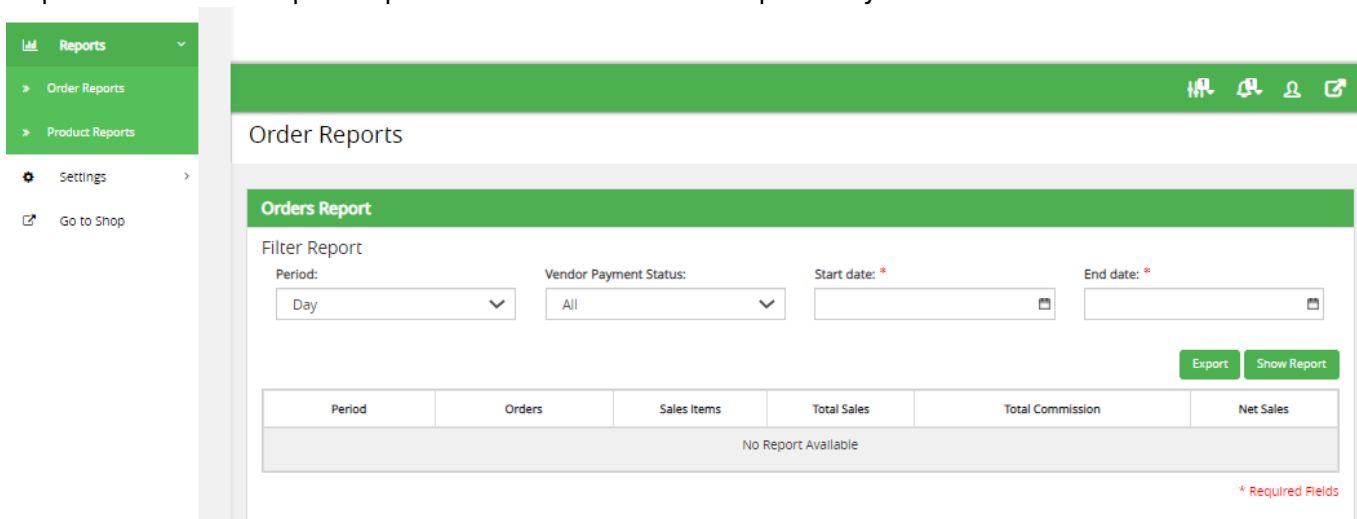 Reports
Order Reports
Product Reports
Settings
Go to Shop
Order Reports
Orders Report
Filter Report
Period: Vendor Payment Status: Start date: * End date: *
Day All
Export Show Report
Period Orders Sales Items Total Sales Total Commission Net Sales
No Report Available
* Required Fields